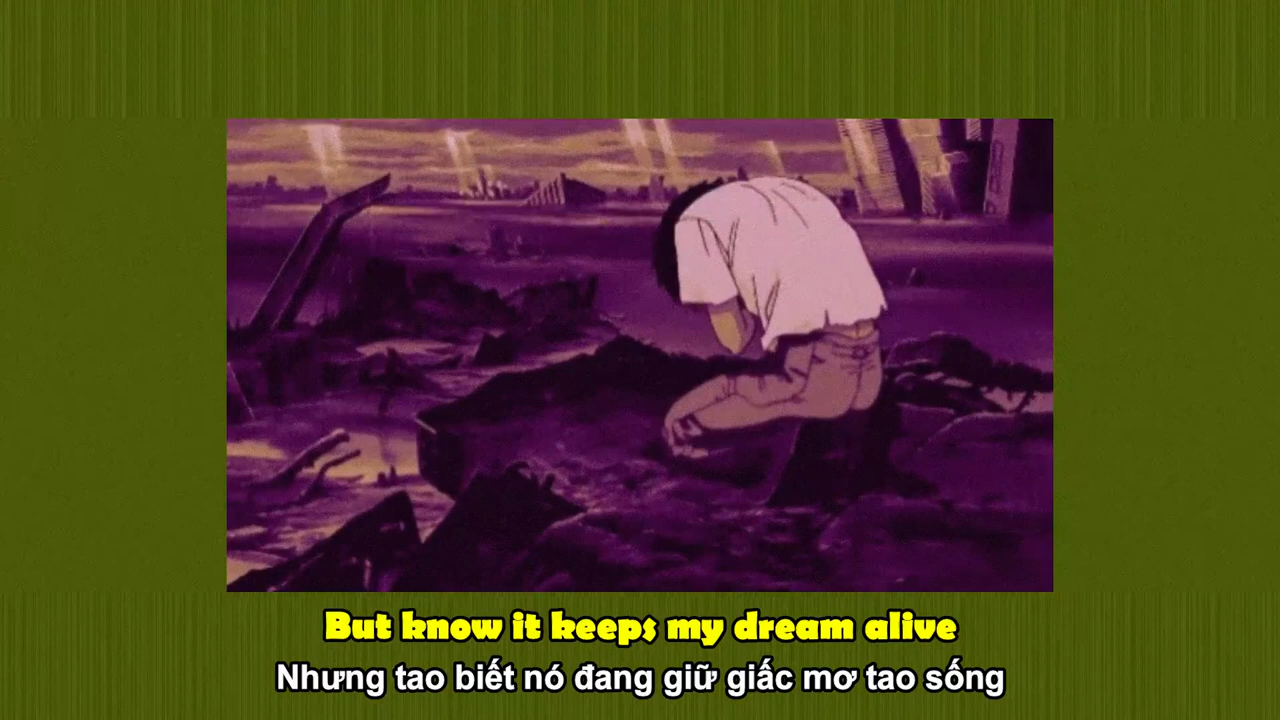 But know it keeps my dream alive
Nhưng tao biết nó đang giữ giấc mơ tao sống